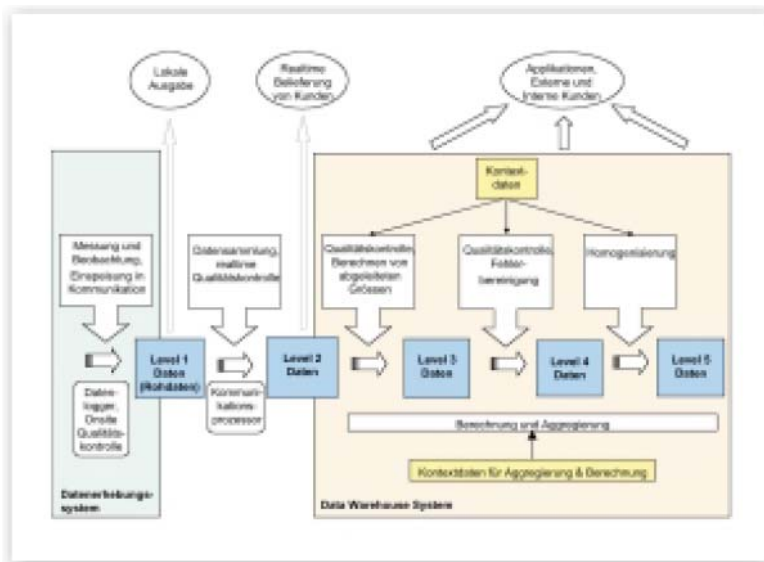 Lokale
Ausgabe
Realtime
Belieferung
von Kunden
Applikationen,
Externe und
Interne Kunden
Kontext-
daten
Messung und
Beobachtung,
Einspeisung in
Kommunikation
Datensammlung,
realtime
Qualitätskontrolle
Qualitätskontrolle,
Berechnen von
abgeleiteten
Grössen
Qualitätskontrolle,
Fehler-
bereinigung
Homogenisierung
Level 1
Daten
(Rohdaten)
Level 2
Daten
Level 3
Daten
Level 4
Daten
Level 5
Daten
Daten-
logger,
Onsite
Qualitäts-
kontrolle
Kommuni-
kations-
prozessor
Berechnung und Aggregierung
Kontextdaten für Aggregierung & Berechnung
Datenerhebungs-
system
Data Warehouse System